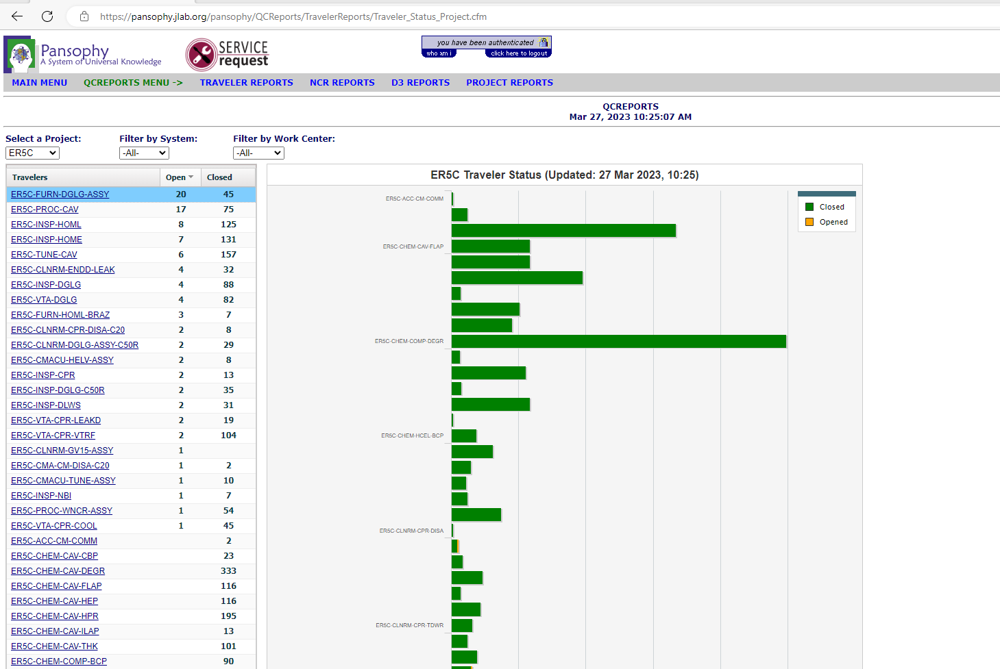 https://pansophy.jlab.org/pansophy/QCReports/TravelerReports/Traveler_Status_Project.cfm
Pansophy
A System of Universal Knowledge
SERVICE
request
you have been authenticated
who am i
click here to logout
MAIN MENU QCREPORTS MENU -> TRAVELER REPORTS NCR REPORTS D3 REPORTS PROJECT REPORTS
QCREPORTS
Mar 27, 2023 10:25:07 AM
Select a Project: Filter by System: Filter by Work Center:
ER5C -All- -All-
Travelers Open Closed
ER5C-FURN-DGLG-ASSY 20 45
ER5C-PROC-CAV 17 75
ER5C-INSP-HOML 8 125
ER5C-INSP-HOME 7 131
ER5C-TUNE-CAV 6 157
ER5C-CLNRM-ENDD-LEAK 4 32
ER5C-INSP-DGLG 4 88
ER5C-VTA-DGLG 4 82
ER5C-FURN-HOML-BRAZ 3 7
ER5C-CLNRM-CPR-DISA-C20 2 8
ER5C-CLNRM-DGLG-ASSY-C50R 2 29
ER5C-CMACU-HELV-ASSY 2 8
ER5C-INSP-CPR 2 13
ER5C-INSP-DGLG-C50R 2 35
ER5C-INSP-DLWS 2 31
ER5C-VTA-CPR-LEAKD 2 19
ER5C-VTA-CPR-VTRF 2 104
ER5C-CLNRM-GV15-ASSY 1
ER5C-CMA-CM-DISA-C20 1 2
ER5C-CMACU-TUNE-ASSY 1 10
ER5C-INSP-NBI 1 7
ER5C-PROC-WNCR-ASSY 1 54
ER5C-VTA-CPR-COOL 1 45
ER5C-ACC-CM-COMM 2
ER5C-CHEM-CAV-CBP 23
ER5C-CHEM-CAV-DEGR 333
ER5C-CHEM-CAV-FLAP 116
ER5C-CHEM-CAV-HEP 116
ER5C-CHEM-CAV-HPR 195
ER5C-CHEM-CAV-ILAP 13
ER5C-CHEM-CAV-THK 101
ER5C-CHEM-COMP-BCP 90
ER5C Traveler Status (Updated: 27 Mar 2023, 10:25)
ER5C-ACC-CM-COMM
ER5C-CHEM-CAV-FLAP
ER5C-CHEM-COMP-DEGR
ER5C-CHEM-HCEL-BCP
ER5C-CLNRM-CPR-DISA
ER5C-CLNRM-CPR-TDWR
Closed
Opened